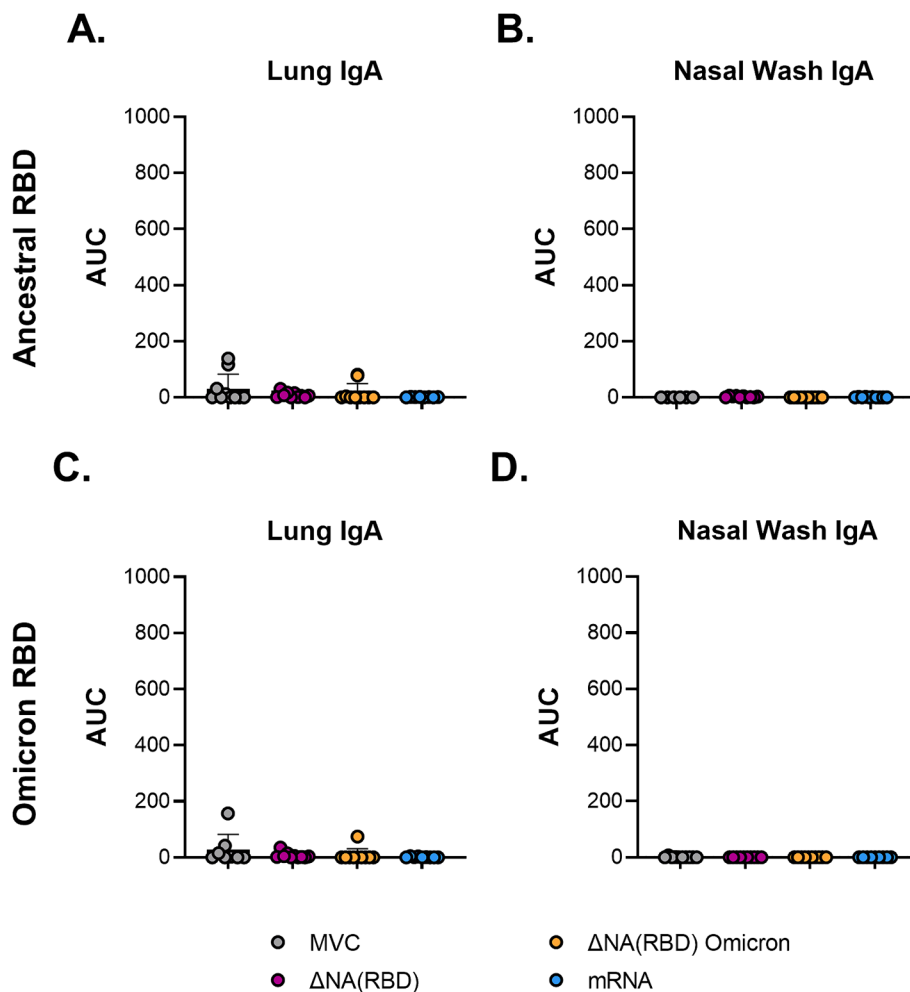 A.
Lung IgA
Ancestral RBD
AUC
1000
800
600
400
200
0
B.
Nasal Wash IgA
AUC
1000
800
600
400
200
0
C.
Lung IgA
Omicron RBD
AUC
1000
800
600
400
200
0
D.
Nasal Wash IgA
AUC
1000
800
600
400
200
0
MVC
ΔNA(RBD) Omicron
ΔNA(RBD)
mRNA